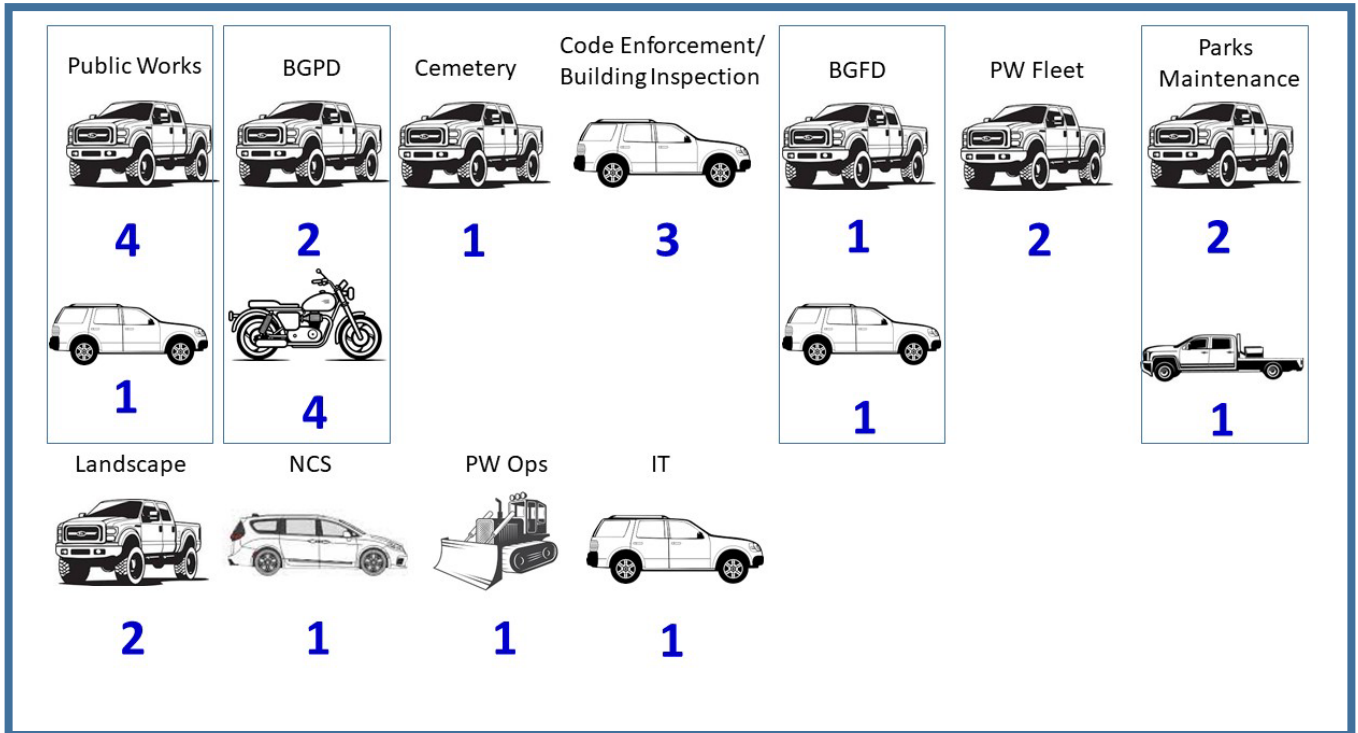 Public Works
BGPD
Cemetery
Code Enforcement/
Building Inspection
BGFD
PW Fleet
Parks
Maintenance
4
2
1
3
1
2
2
1
4
1
1
Landscape
NCS
PW Ops
IT
2
1
1
1